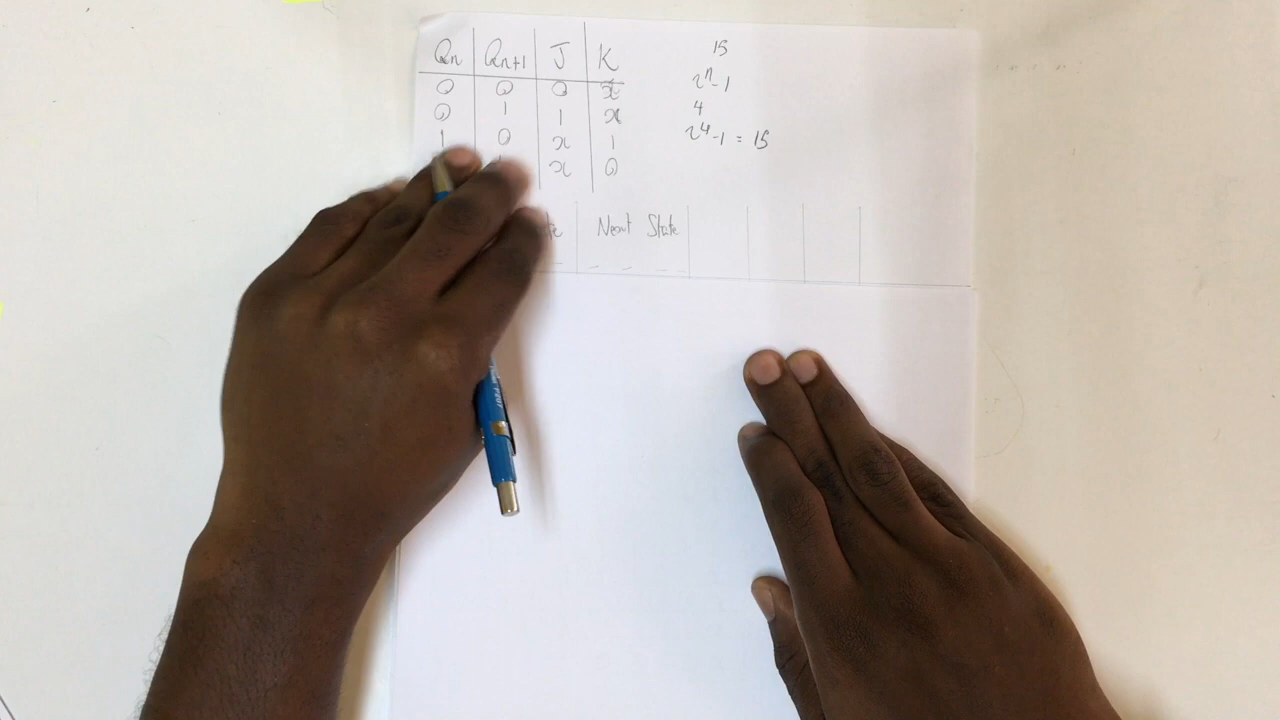 Qn Qn+1 J K
0 0 0 x
0 1 1 x
1 0 x 1
x 0
15
2ⁿ-1
4
2⁴-1 = 15
Next State